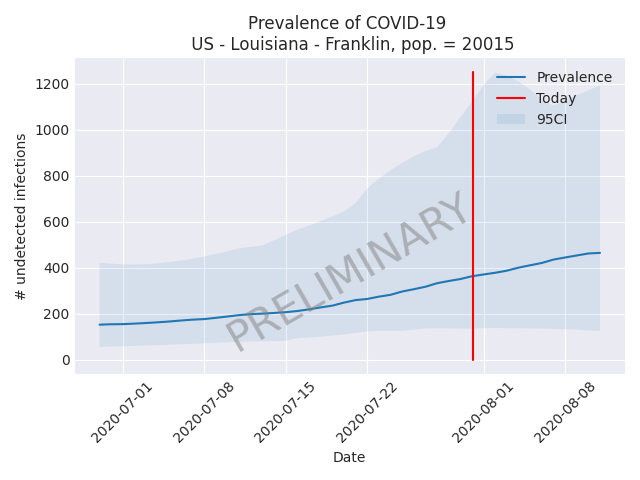 Prevalence of COVID-19
US - Louisiana - Franklin, pop. = 20015
1200
1000
800
600
400
200
0
# undetected infections
Prevalence
Today
95CI
PRELIMINARY
2020-07-01
2020-07-08
2020-07-15
2020-07-22
2020-08-01
2020-08-08
Date